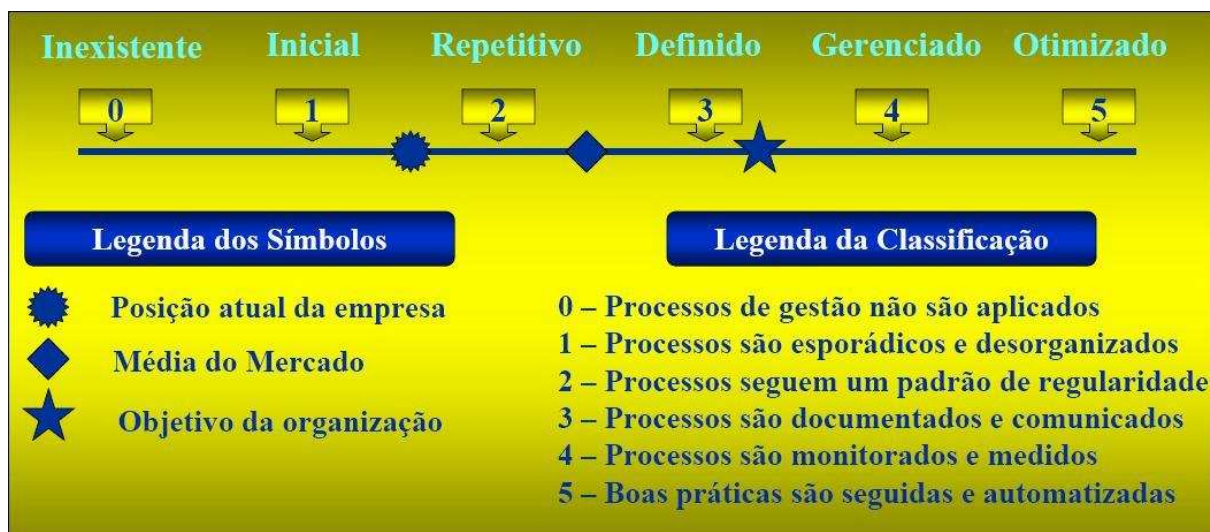 Inexistente Inicial Repetitivo Definido Gerenciado Otimizado
0 1 2 3 4 5
Legenda dos Símbolos
Posição atual da empresa
Média do Mercado
Objetivo da organização
Legenda da Classificação
0 – Processos de gestão não são aplicados
1 – Processos são esporádicos e desorganizados
2 – Processos seguem um padrão de regularidade
3 – Processos são documentados e comunicados
4 – Processos são monitorados e medidos
5 – Boas práticas são seguidas e automatizadas